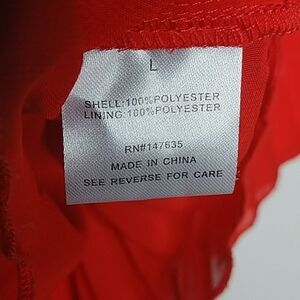 L
SHELL:100%POLYESTER
LINING:100%POLYESTER
RN#147635
MADE IN CHINA
SEE REVERSE FOR CARE